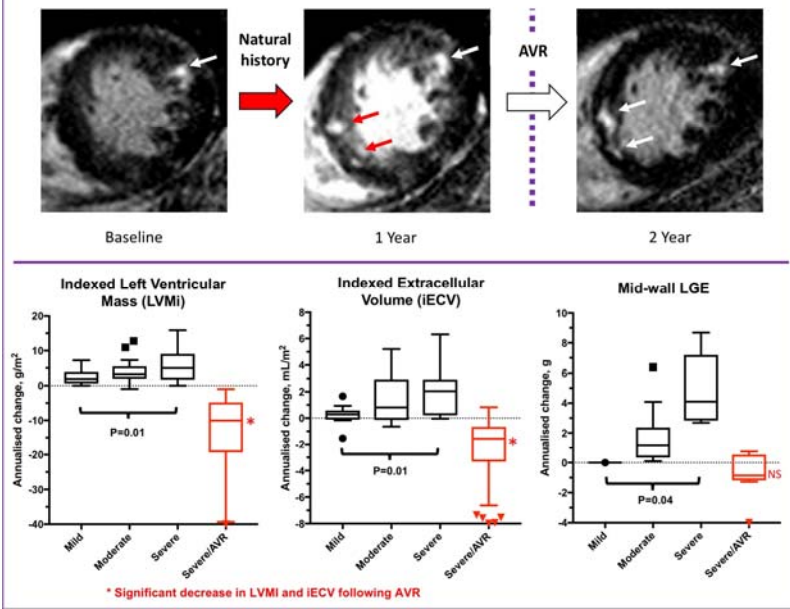 Natural
history
AVR
Baseline
1 Year
2 Year
Indexed Left Ventricular
Mass (LVMi)
Annualised change, g/m²
20
10
0
-10
-20
-30
-40
P=0.01
*
Mild
Moderate
Severe
Severe/AVR
Indexed Extracellular
Volume (iECV)
Annualised change, mL/m²
8
6
4
2
0
-2
-4
-6
-8
P=0.01
*
Mild
Moderate
Severe
Severe/AVR
Mid-wall LGE
Annualised change, g
10
8
6
4
2
0
-2
-4
P=0.04
NS
Mild
Moderate
Severe
Severe/AVR
* Significant decrease in LVMI and iECV following AVR